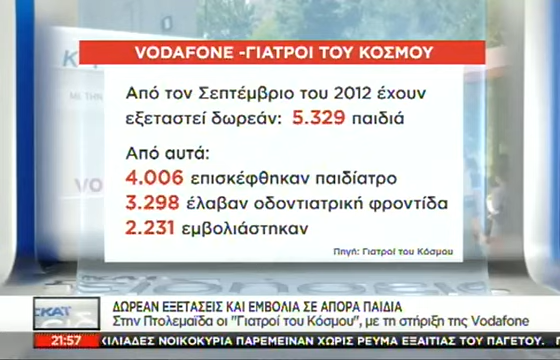 VODAFONE -ΓΙΑΤΡΟΙ ΤΟΥ ΚΟΣΜΟΥ
Από τον Σεπτέμβριο του 2012 έχουν
εξεταστεί δωρεάν: 5.329 παιδιά
Από αυτά:
4.006 επισκέφθηκαν παιδίατρο
3.298 έλαβαν οδοντιατρική φροντίδα
2.231 εμβολιάστηκαν
Πηγή: Γιατροί του Κόσμου
ΣΚΑΪ
ΔΩΡΕΑΝ ΕΞΕΤΑΣΕΙΣ ΚΑΙ ΕΜΒΟΛΙΑ ΣΕ ΑΠΟΡΑ ΠΑΙΔΙΑ
Στην Πτολεμαΐδα οι "Γιατροί του Κόσμου", με τη στήριξη της Vodafone
21:57 ΧΙΛΙΑΔΕΣ ΝΟΙΚΟΚΥΡΙΑ ΠΑΡΕΜΕΙΝΑΝ ΧΩΡΙΣ ΡΕΥΜΑ ΕΞΑΙΤΙΑΣ ΤΟΥ ΠΑΓΕΤΟΥ.